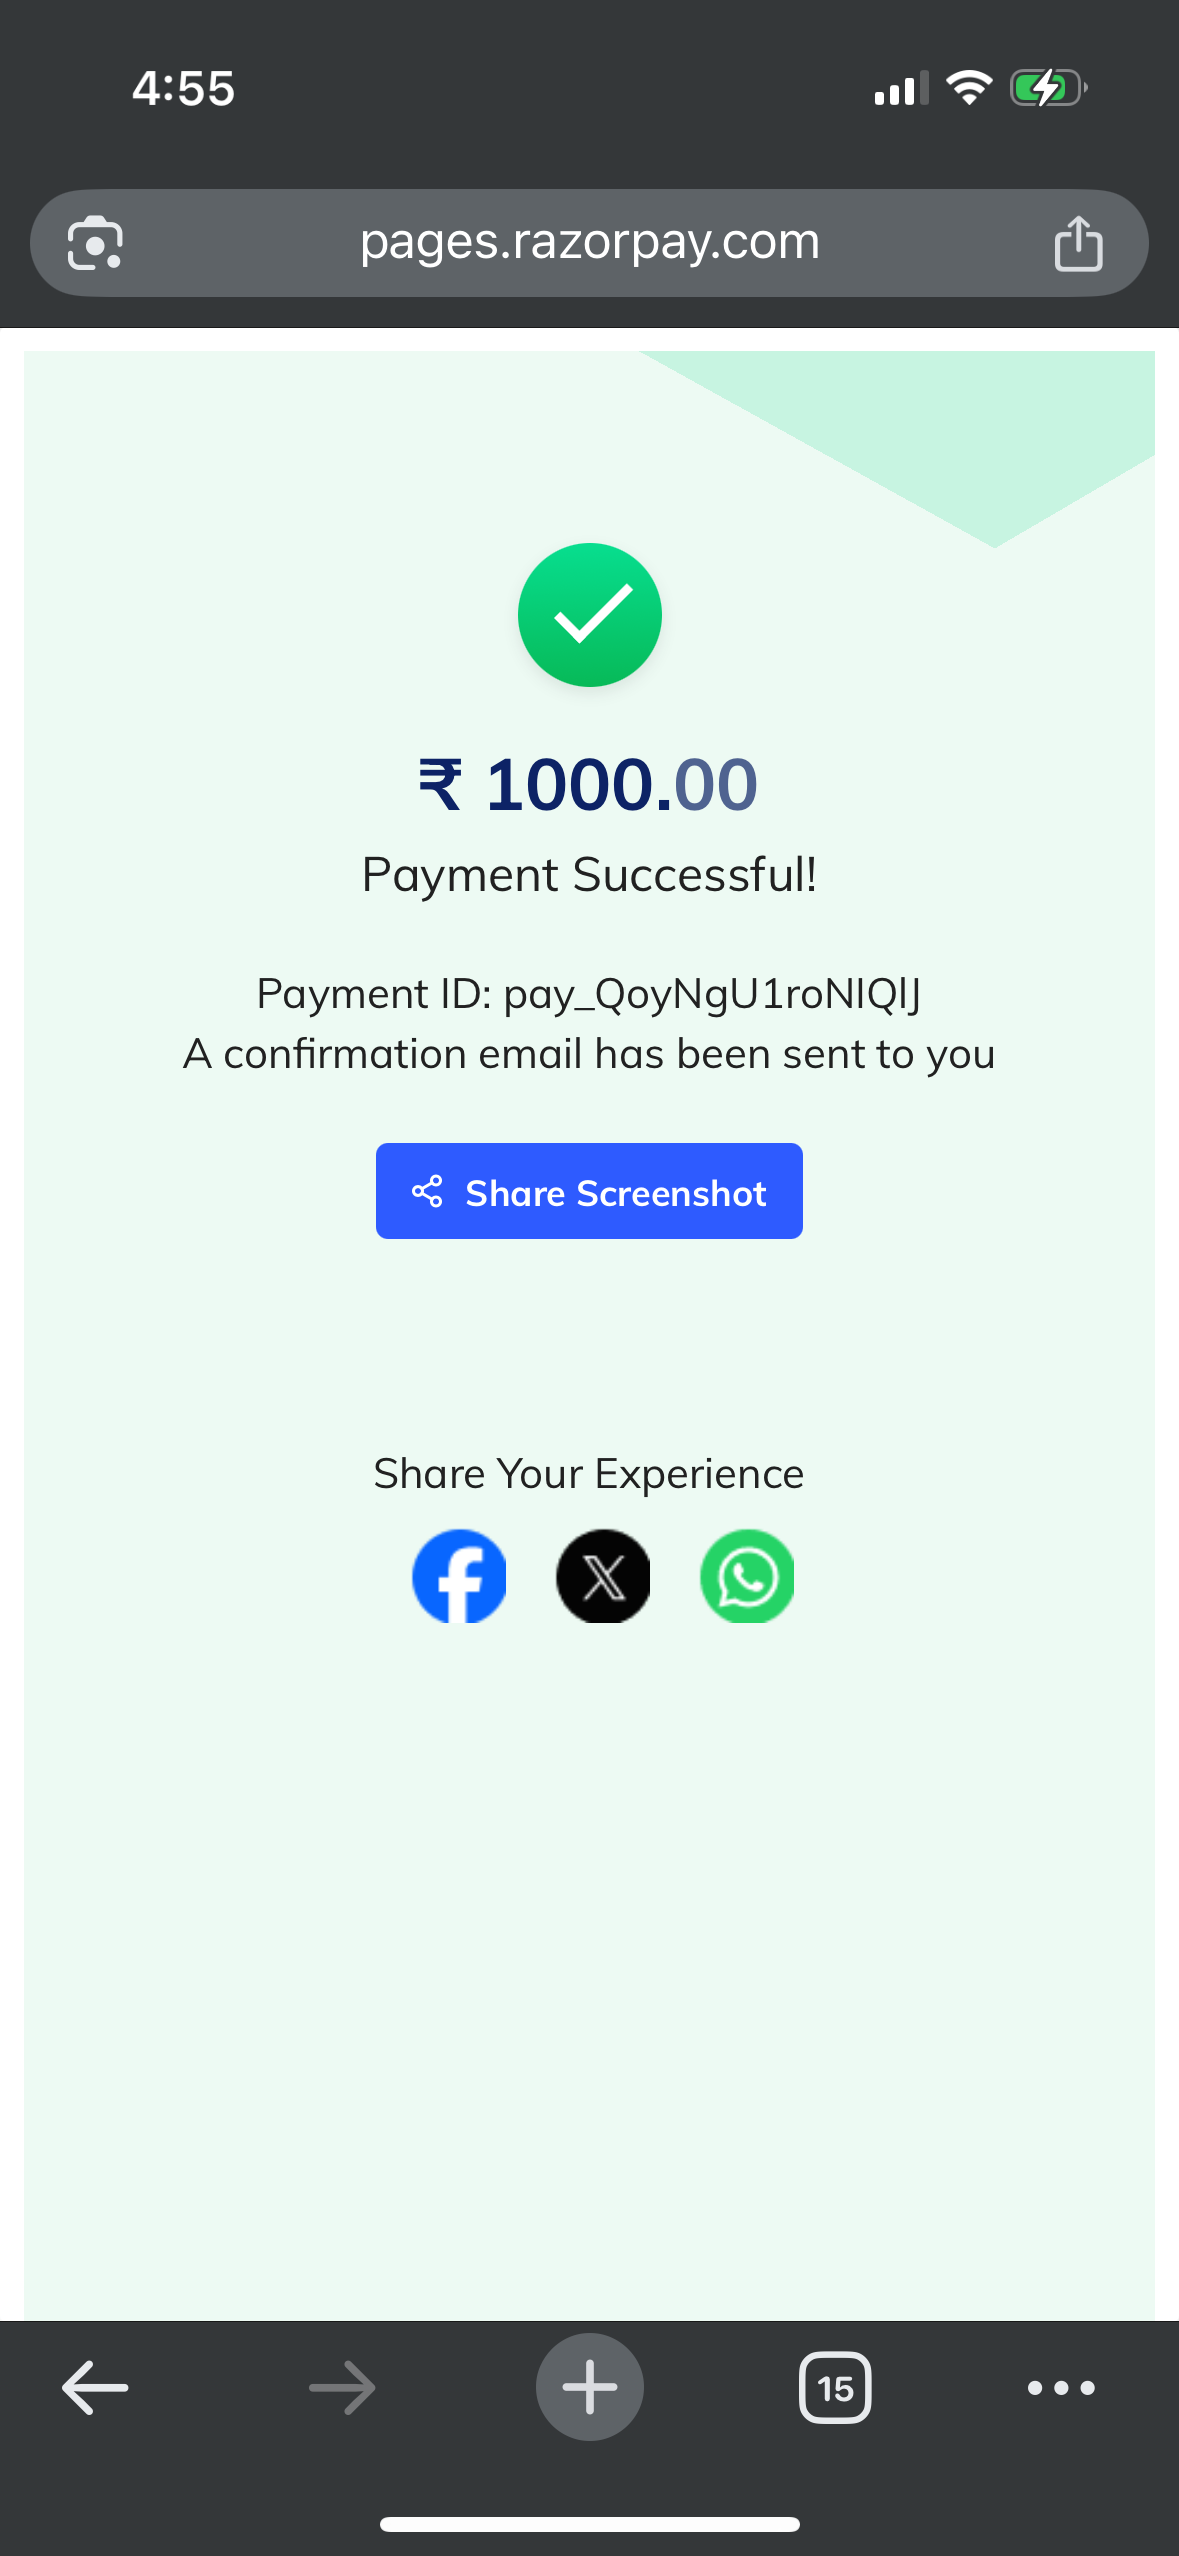 4:55
pages.razorpay.com
₹ 1000.00
Payment Successful!
Payment ID: pay_QoyNgU1roNIQlJ
A confirmation email has been sent to you
Share Screenshot
Share Your Experience
15